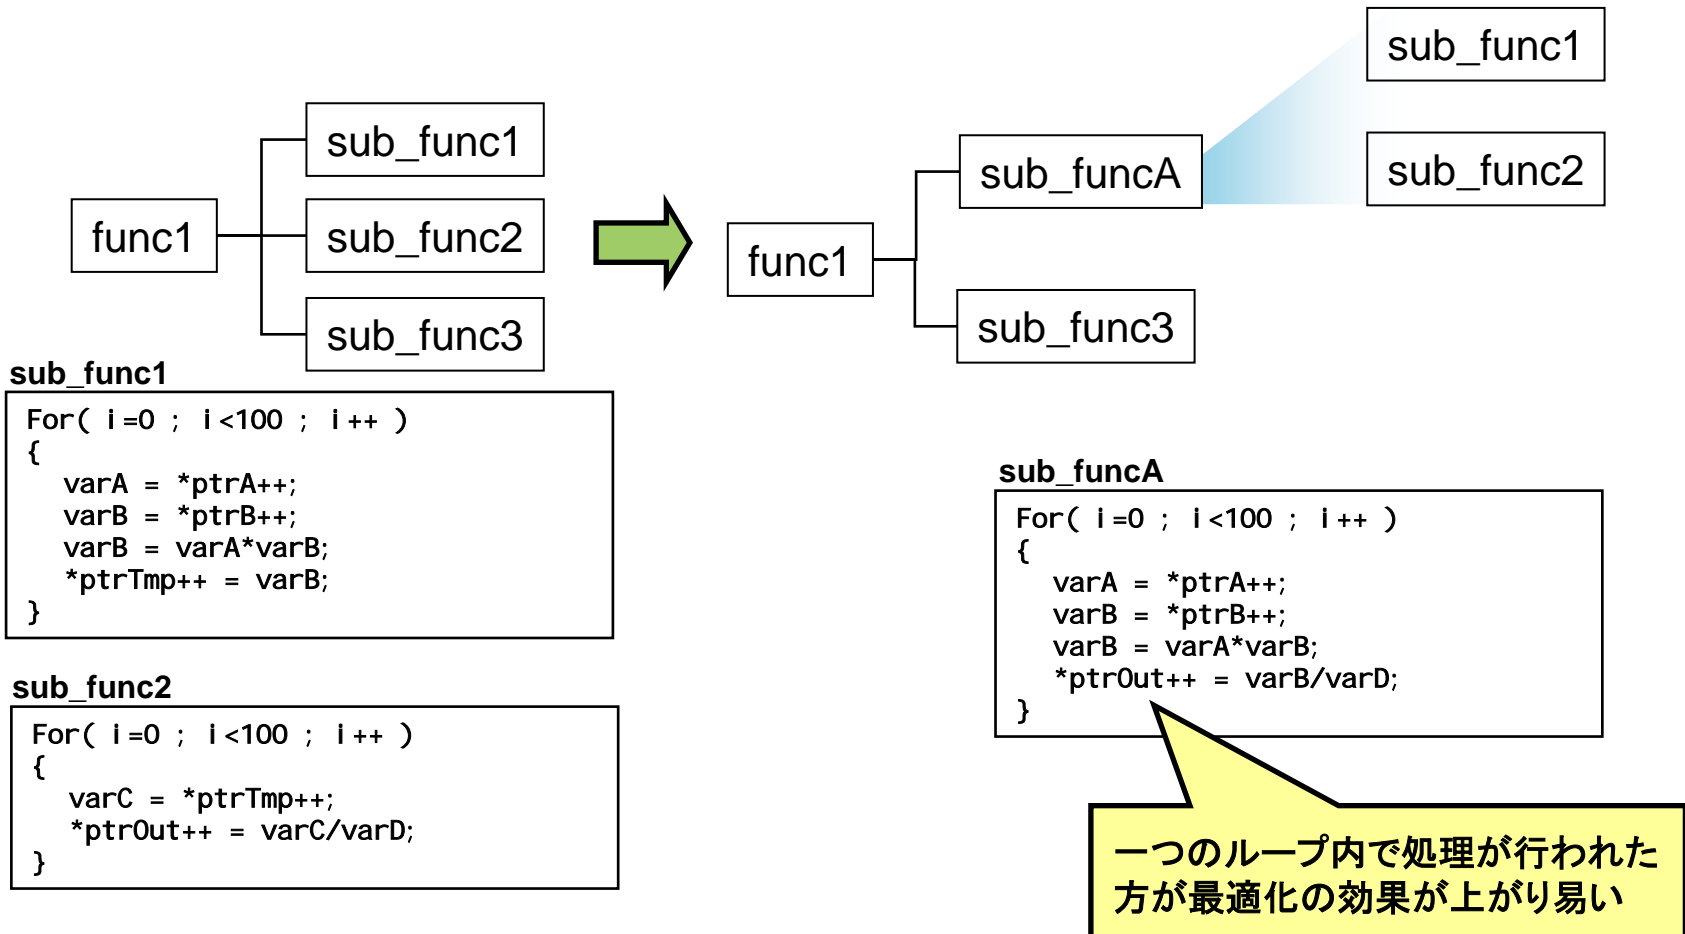 func1
sub_func1
sub_func2
sub_func3
func1
sub_funcA
sub_func3
sub_func1
sub_func2
sub_func1
For( i=0 ; i<100 ; i++ )
{
varA = *ptrA++;
varB = *ptrB++;
varB = varA*varB;
*ptrTmp++ = varB;
}
sub_func2
For( i=0 ; i<100 ; i++ )
{
varC = *ptrTmp++;
*ptrOut++ = varC/varD;
}
sub_funcA
For( i=0 ; i<100 ; i++ )
{
varA = *ptrA++;
varB = *ptrB++;
varB = varA*varB;
*ptrOut++ = varB/varD;
}
一つのループ内で処理が行われた
方が最適化の効果が上がり易い